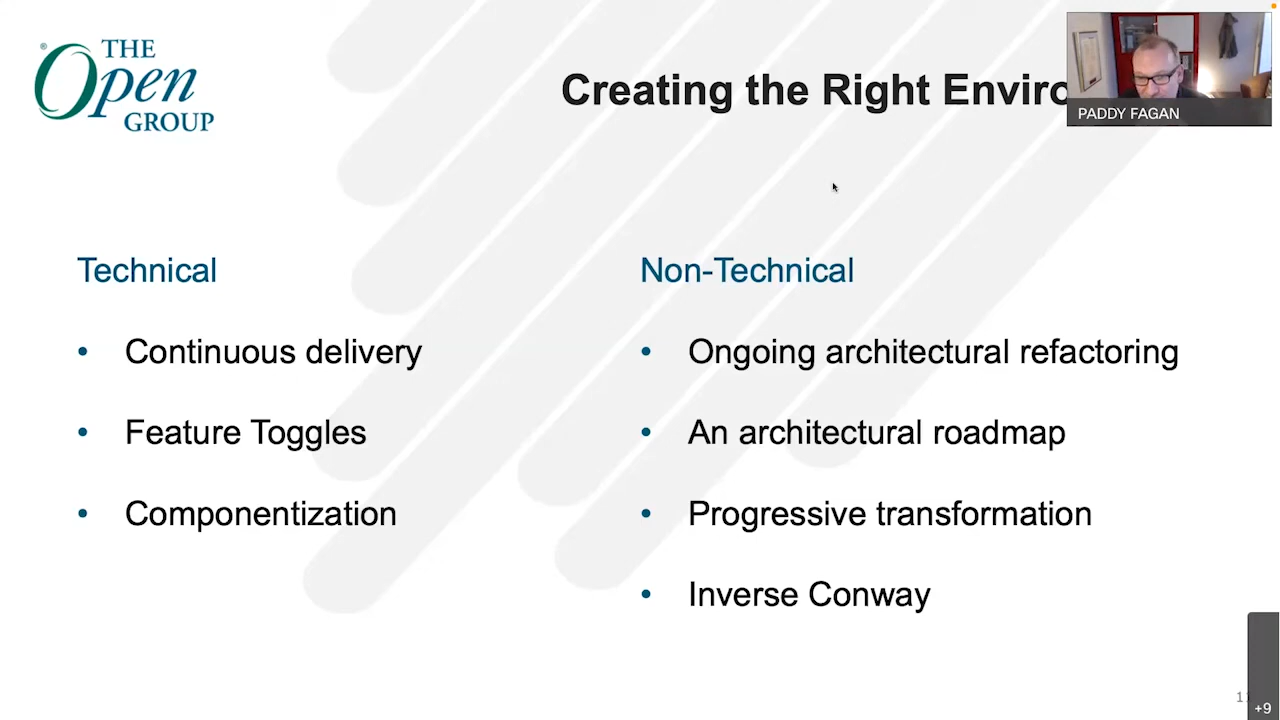 ® THE
Open
GROUP
Creating the Right Enviro
PADDY FAGAN
Technical
• Continuous delivery
• Feature Toggles
• Componentization
Non-Technical
• Ongoing architectural refactoring
• An architectural roadmap
• Progressive transformation
• Inverse Conway
+9